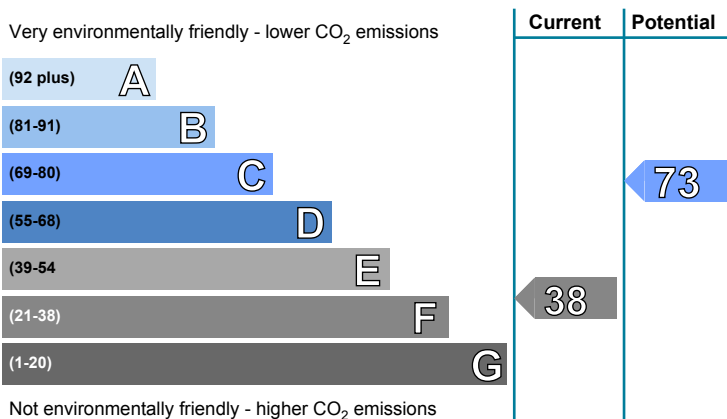 Current Potential
Very environmentally friendly - lower CO2 emissions
(92 plus) A
(81-91) B
(69-80) C
73
(55-68) D
(39-54 E
38
(21-38) F
(1-20) G
Not environmentally friendly - higher CO2 emissions